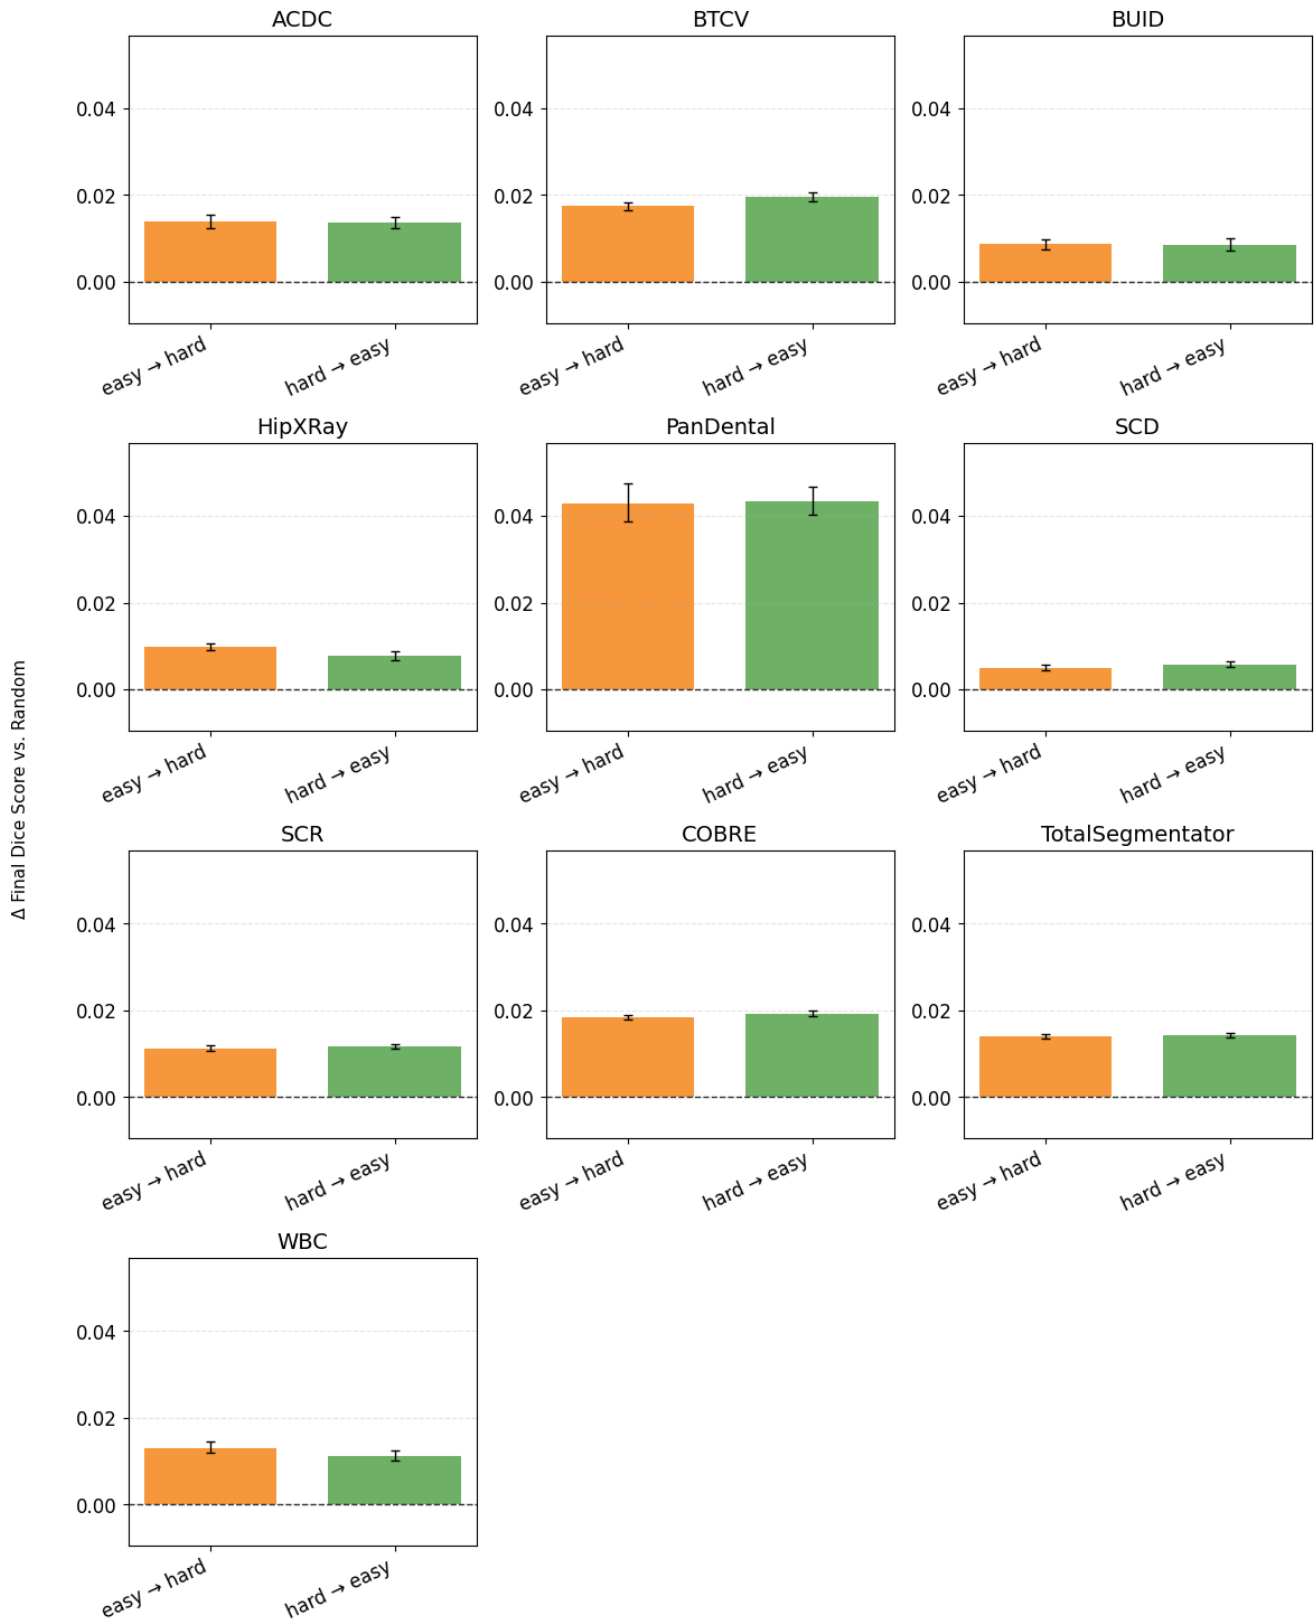 Δ Final Dice Score vs. Random
ACDC
0.04
0.02
0.00
easy → hard
hard → easy
BTCV
0.04
0.02
0.00
easy → hard
hard → easy
BUID
0.04
0.02
0.00
easy → hard
hard → easy
HipXRay
0.04
0.02
0.00
easy → hard
hard → easy
PanDental
0.04
0.02
0.00
easy → hard
hard → easy
SCD
0.04
0.02
0.00
easy → hard
hard → easy
SCR
0.04
0.02
0.00
easy → hard
hard → easy
COBRE
0.04
0.02
0.00
easy → hard
hard → easy
TotalSegmentator
0.04
0.02
0.00
easy → hard
hard → easy
WBC
0.04
0.02
0.00
easy → hard
hard → easy